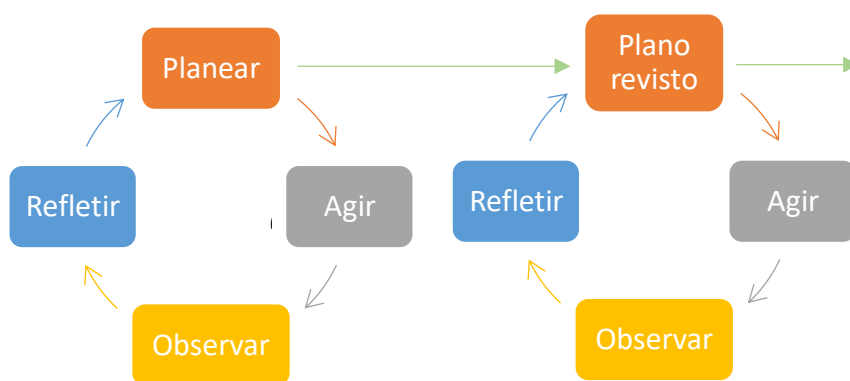 Planear
Agir
Observar
Refletir
Plano
revisto
Agir
Observar
Refletir